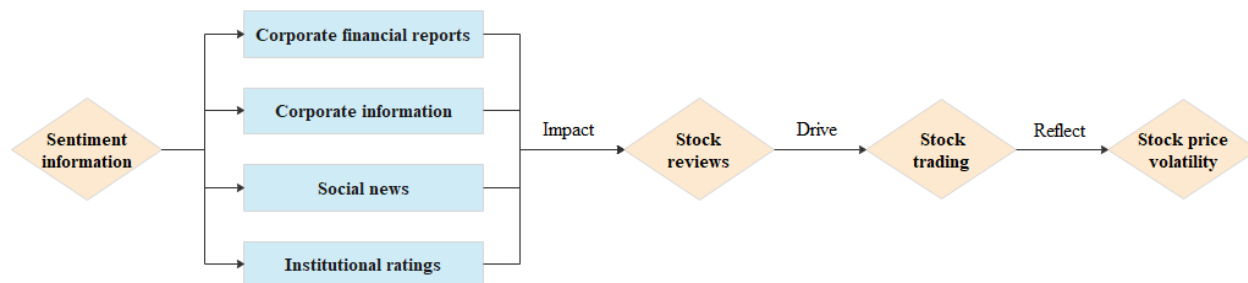 Corporate financial reports
Corporate information
Sentiment
information
Social news
Institutional ratings
Impact
Stock
reviews
Drive
Stock
trading
Reflect
Stock price
volatility